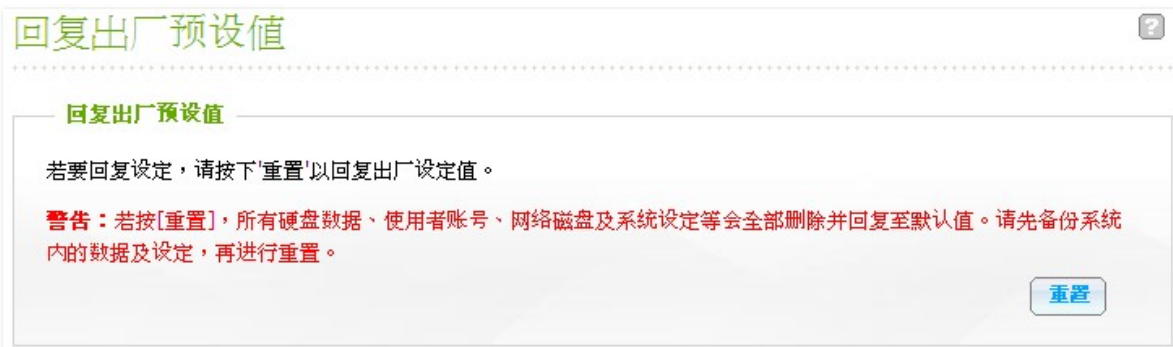 回复出厂预设值
?
回复出厂预设值
若要回复设定，请按下'重置'以回复出厂设定值。
警告：若按[重置]，所有硬盘数据、使用者账号、网络磁盘及系统设定等会全部删除并回复至默认值。请先备份系统
内的数据及设定，再进行重置。
重置